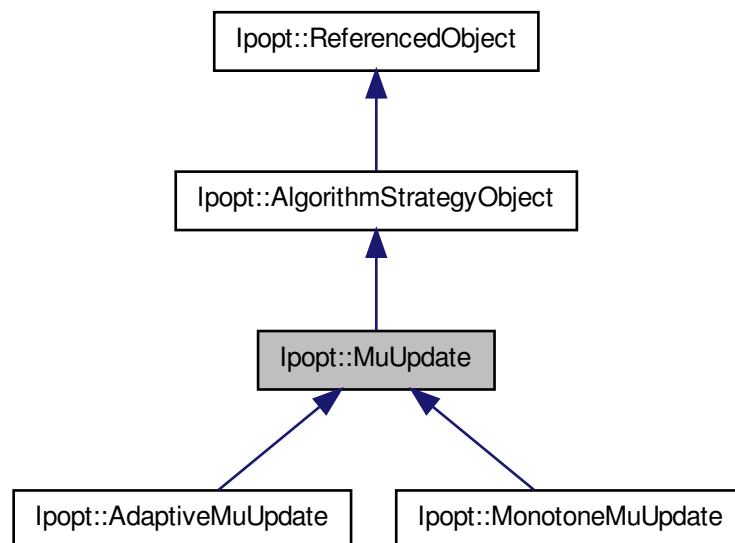 Ipopt::ReferencedObject
Ipopt::AlgorithmStrategyObject
Ipopt::MuUpdate
Ipopt::AdaptiveMuUpdate
Ipopt::MonotoneMuUpdate